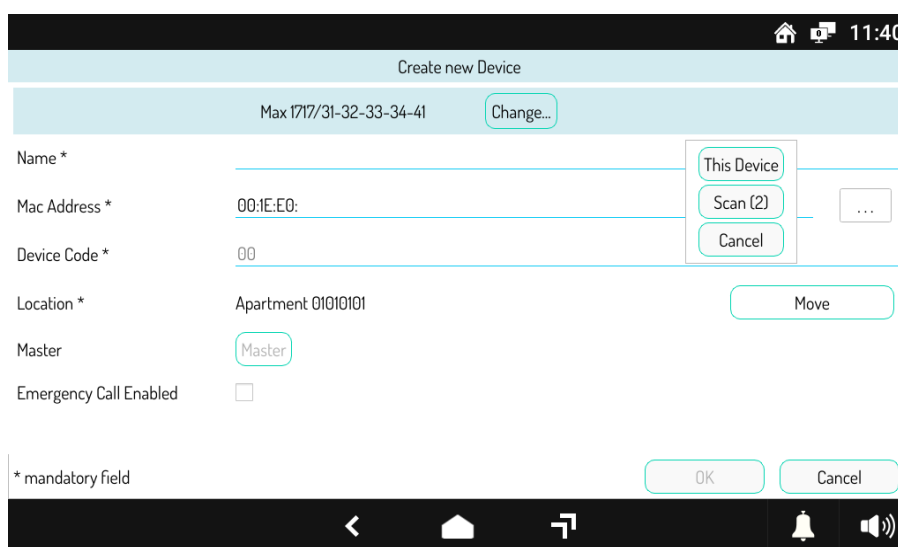 11:40
Create new Device
Max 1717/31-32-33-34-41 Change...
Name *
This Device
Mac Address * 00:1E:E0: Scan (2) ...
Cancel
Device Code * 00
Location * Apartment 01010101 Move
Master Master
Emergency Call Enabled
* mandatory field OK Cancel